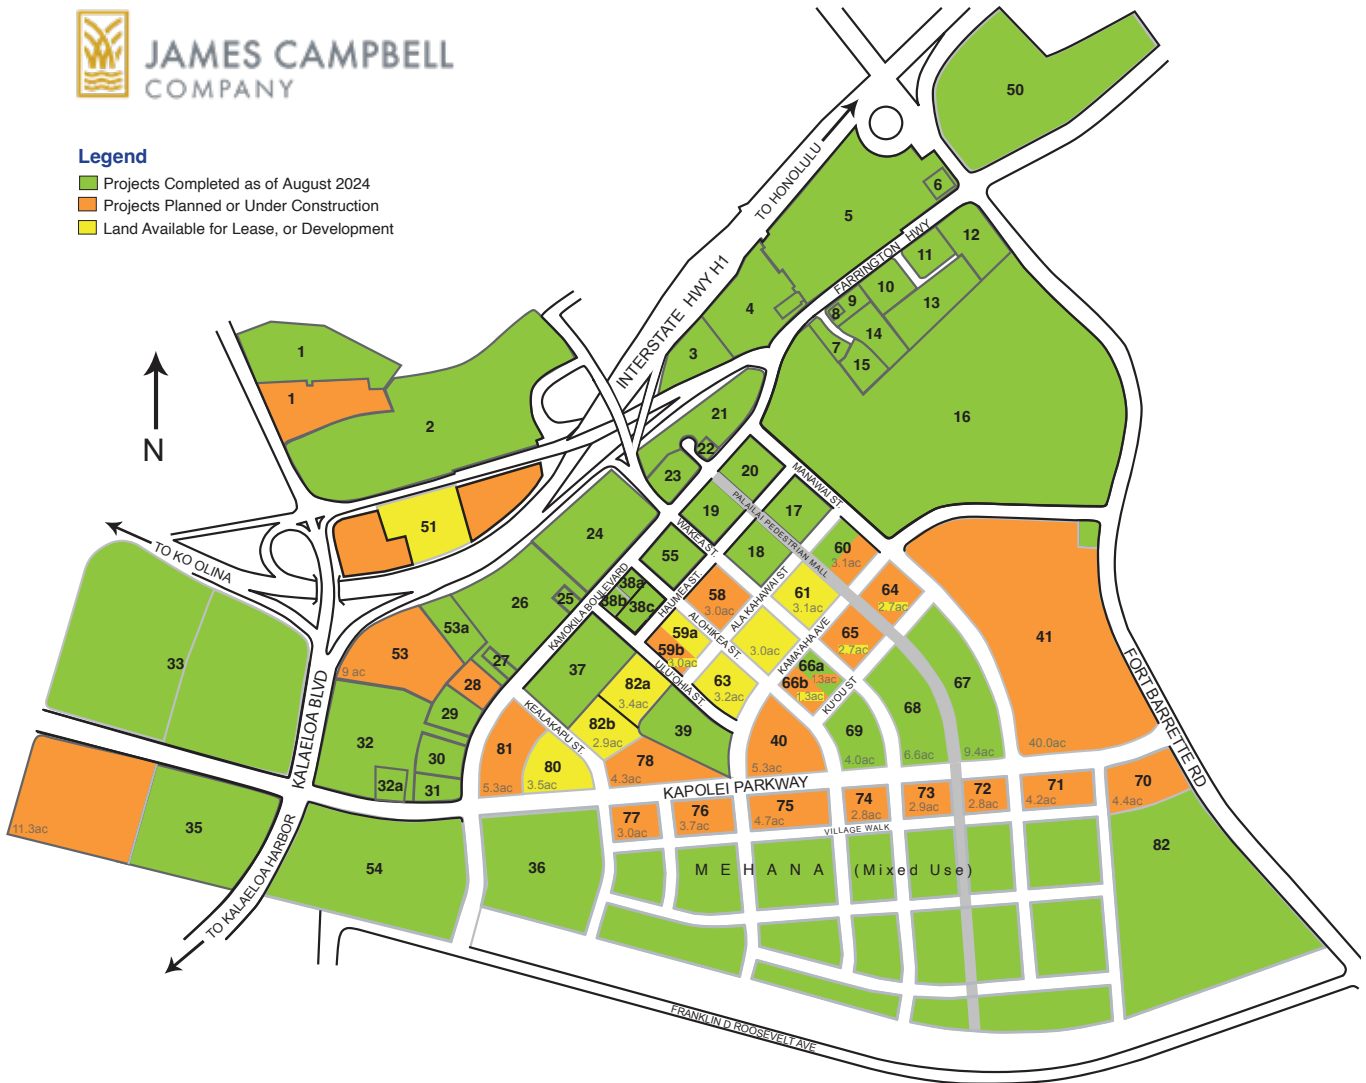 JAMES CAMPBELL
COMPANY
Legend
Projects Completed as of August 2024
Projects Planned or Under Construction
Land Available for Lease, or Development
N
TO HONOLULU
INTERSTATE HWY H1
FARRINGTON HWY
50
6
5
12
11
10
9
8
13
14
7
15
4
3
16
1
1
2
21
22
23
20
MANAWAI ST.
PALAILAI PEDESTRIAN MALL
19
17
WAKEA ST.
18
60
3.1ac
51
24
55
TO KO OLINA
KAMOKILA BOULEVARD
38a
38b
38c
HAUMEA ST.
58
3.0ac
ALA KAHAWAI ST
61
3.1ac
64
2.7ac
26
25
53a
27
59a
59b
3.0ac
ALOHIKEA ST.
3.0ac
KAMA'AHA AVE
65
2.7ac
41
40.0ac
33
53
9 ac
28
37
ULU'OHIA ST.
82a
3.4ac
63
3.2ac
66a
1.3ac
66b
1.3ac
KU'OU ST
67
9.4ac
68
6.6ac
FORT BARRETTE RD
KALAELOA BLVD
29
KEALAKAPU ST.
82b
2.9ac
39
40
5.3ac
69
4.0ac
32
30
81
5.3ac
80
3.5ac
78
4.3ac
32a
31
KAPOLEI PARKWAY
11.3ac
35
77
3.0ac
76
3.7ac
75
4.7ac
74
2.8ac
73
2.9ac
72
2.8ac
71
4.2ac
70
4.4ac
VILLAGE WALK
TO KALAELOA HARBOR
54
36
MEHANA (Mixed Use)
82
FRANKLIN D ROOSEVELT AVE